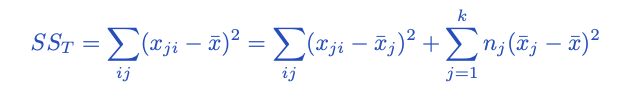 $SS_T = \sum_{ij}(x_{ji} - \bar{x})^2 = \sum_{ij}(x_{ji} - \bar{x}_j)^2 + \sum_{j=1}^{k} n_j(\bar{x}_j - \bar{x})^2$